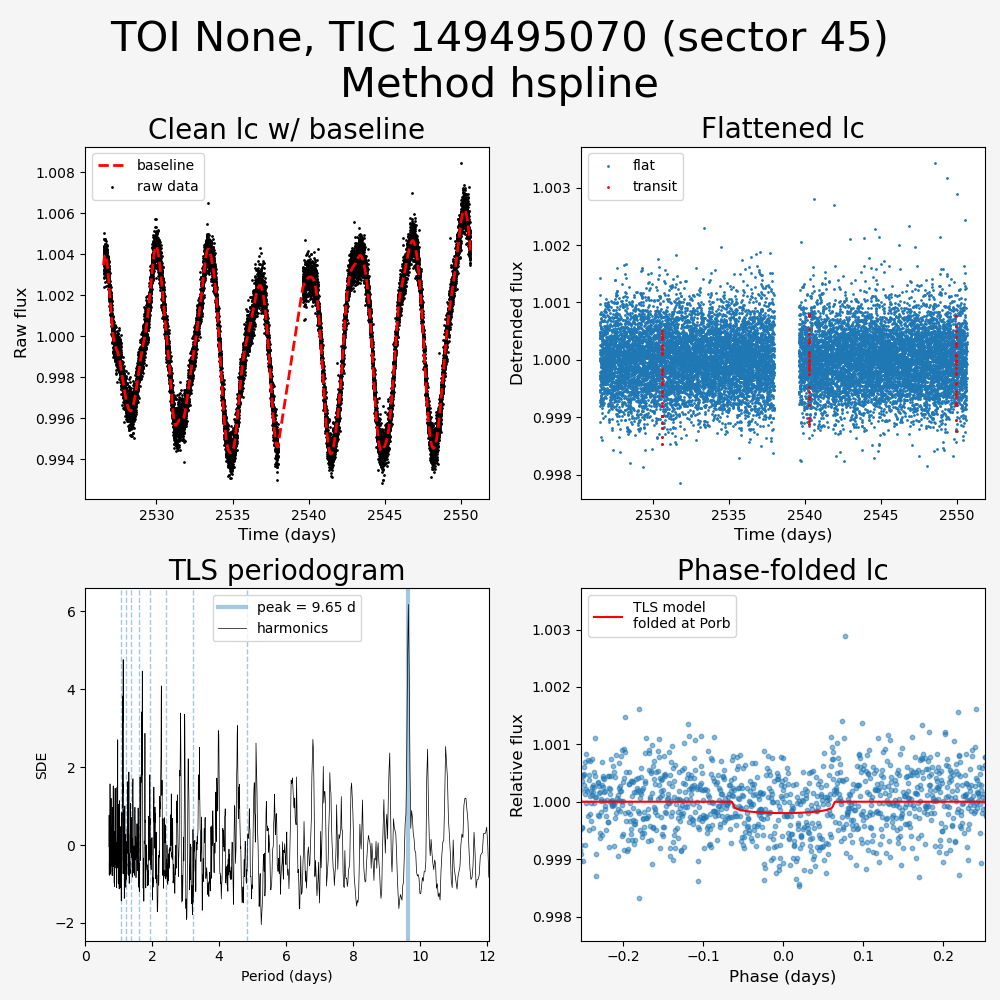 TOI None, TIC 149495070 (sector 45)
Method hspline
Clean lc w/ baseline
baseline
raw data
1.008
1.006
1.004
1.002
1.000
0.998
0.996
0.994
Raw flux
2530
2535
2540
2545
2550
Time (days)
Flattened lc
flat
transit
1.003
1.002
1.001
1.000
0.999
0.998
Detrended flux
2530
2535
2540
2545
2550
Time (days)
TLS periodogram
peak = 9.65 d
harmonics
6
4
2
0
−2
SDE
0
2
4
6
8
10
12
Period (days)
Phase-folded lc
TLS model
folded at Porb
1.003
1.002
1.001
1.000
0.999
0.998
Relative flux
−0.2
−0.1
0.0
0.1
0.2
Phase (days)